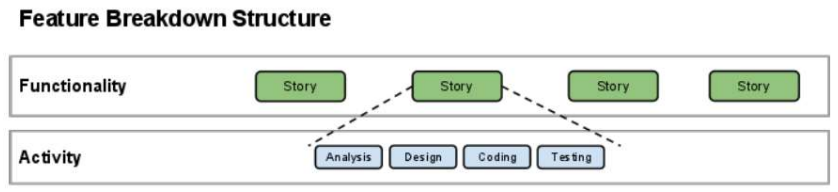 Feature Breakdown Structure
Functionality Story Story Story Story
Activity Analysis Design Coding Testing